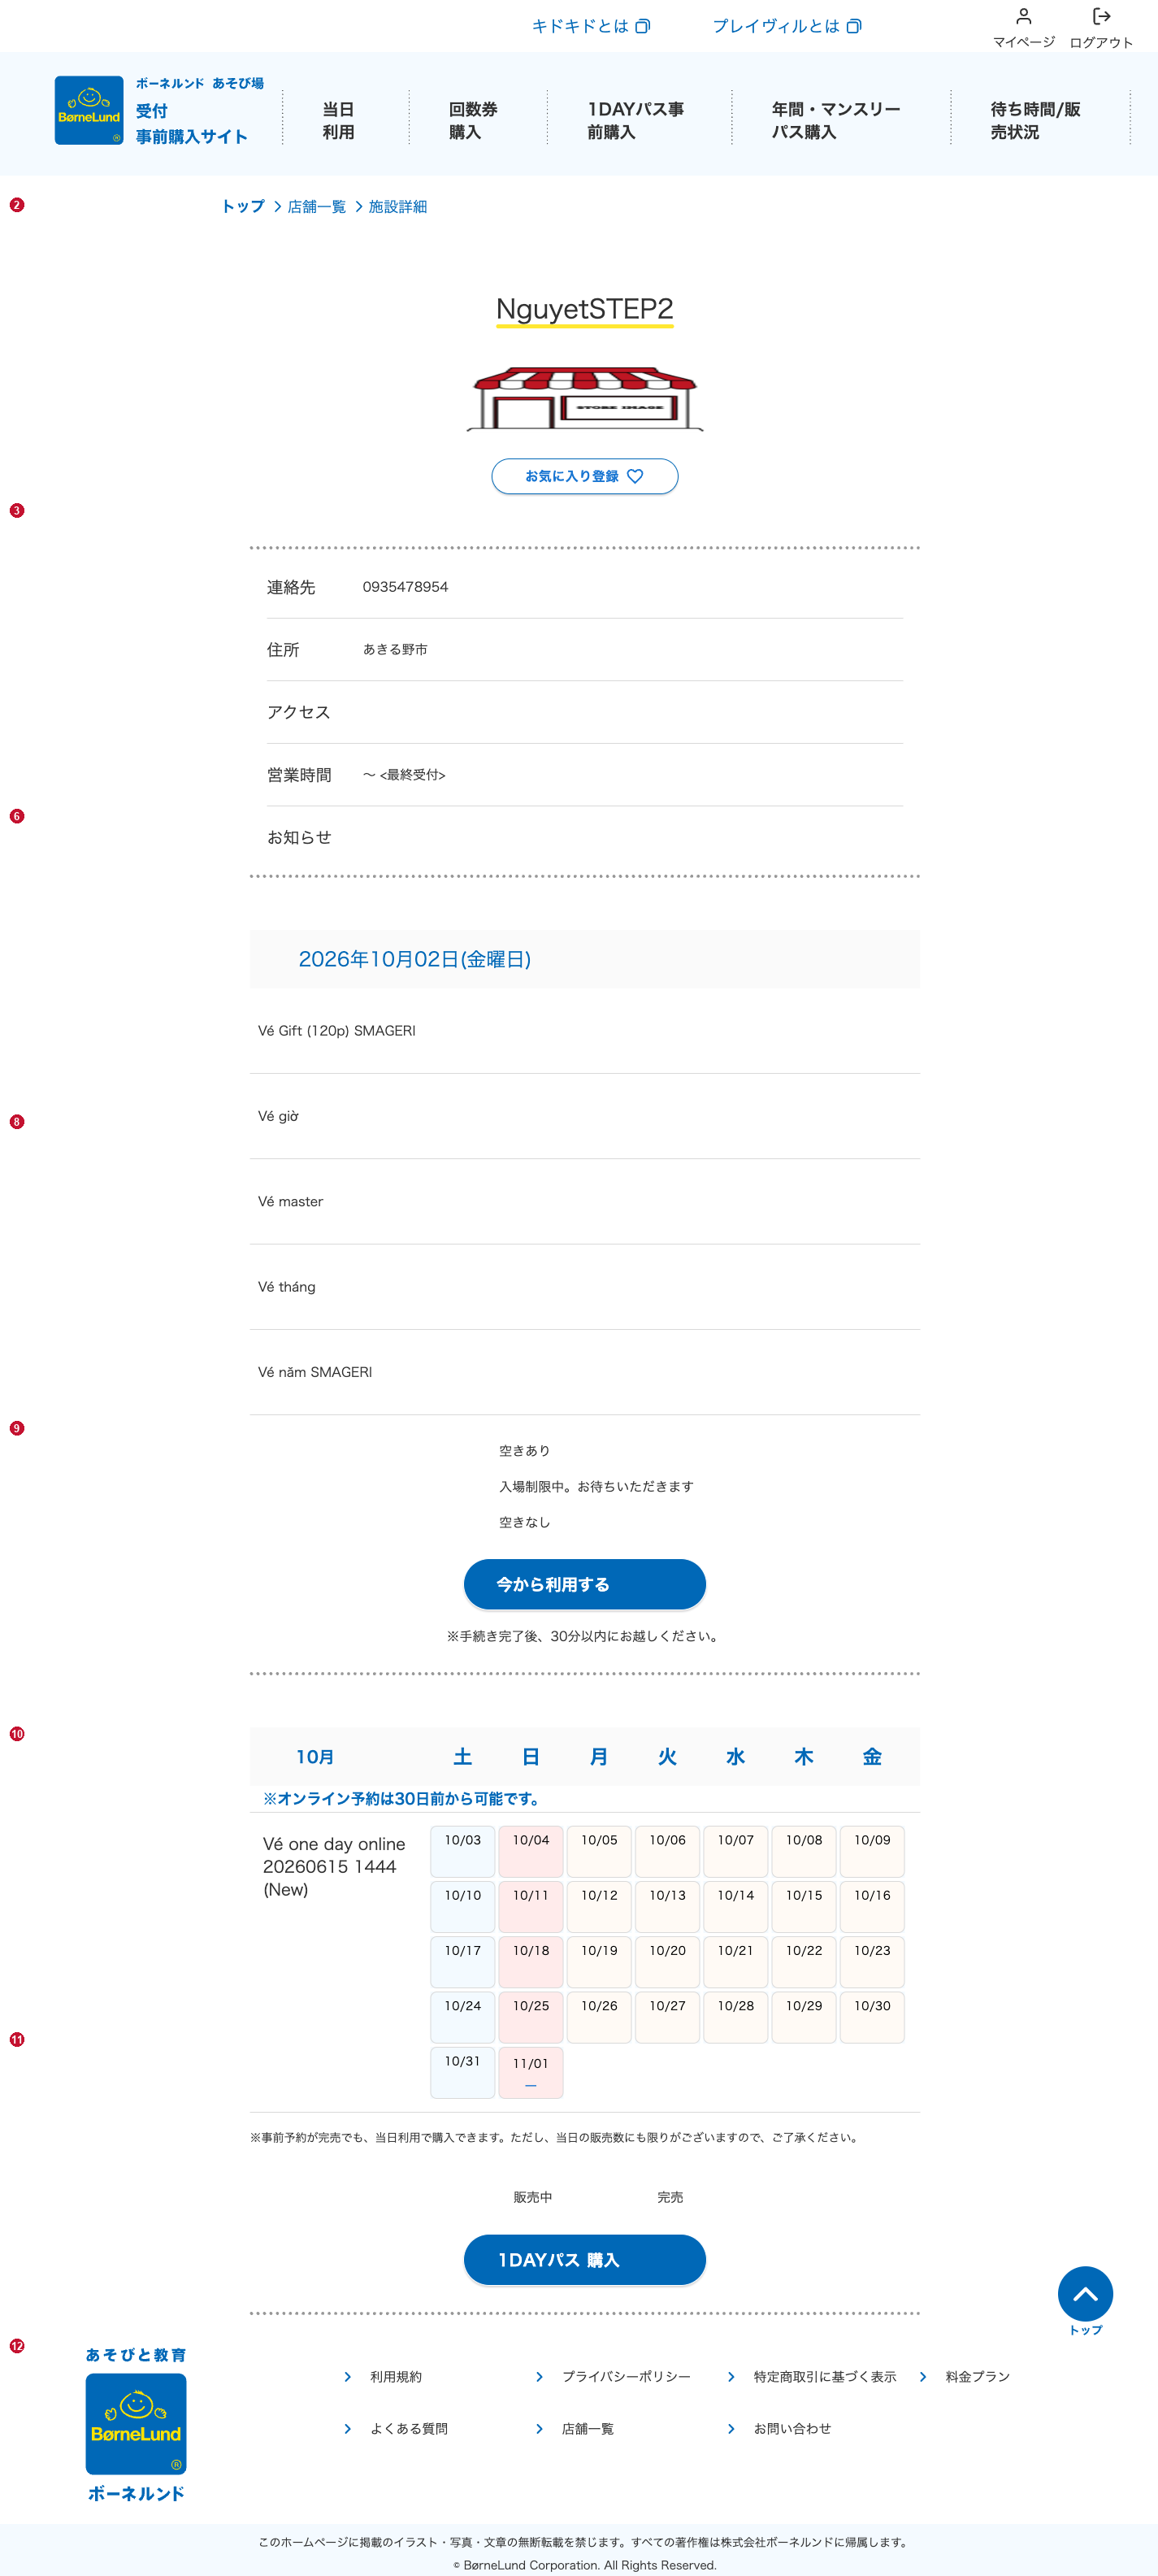 キドキドとは
プレイヴィルとは
マイページ
ログアウト
BørneLund
®
ボーネルンド あそび場
受付
事前購入サイト
当日
利用
回数券
購入
1DAYパス事
前購入
年間・マンスリー
パス購入
待ち時間/販
売状況
2
トップ
店舗一覧
施設詳細
NguyetSTEP2
STORE IMAGE
お気に入り登録
3
連絡先 0935478954
住所 あきる野市
アクセス
営業時間 ～ <最終受付>
6
お知らせ
2026年10月02日(金曜日)
Vé Gift (120p) SMAGERI
8
Vé giờ
Vé master
Vé tháng
Vé năm SMAGERI
9
空きあり
入場制限中。お待ちいただきます
空きなし
今から利用する
※手続き完了後、30分以内にお越しください。
10
10月 土 日 月 火 水 木 金
※オンライン予約は30日前から可能です。
Vé one day online
20260615 1444
(New)
10/03 10/04 10/05 10/06 10/07 10/08 10/09
10/10 10/11 10/12 10/13 10/14 10/15 10/16
10/17 10/18 10/19 10/20 10/21 10/22 10/23
10/24 10/25 10/26 10/27 10/28 10/29 10/30
11
10/31 11/01
―
※事前予約が完売でも、当日利用で購入できます。ただし、当日の販売数にも限りがございますので、ご了承ください。
販売中 完売
1DAYパス 購入
トップ
12
あそびと教育
BørneLund
®
ボーネルンド
利用規約
プライバシーポリシー
特定商取引に基づく表示
料金プラン
よくある質問
店舗一覧
お問い合わせ
このホームページに掲載のイラスト・写真・文章の無断転載を禁じます。すべての著作権は株式会社ボーネルンドに帰属します。
© BørneLund Corporation. All Rights Reserved.